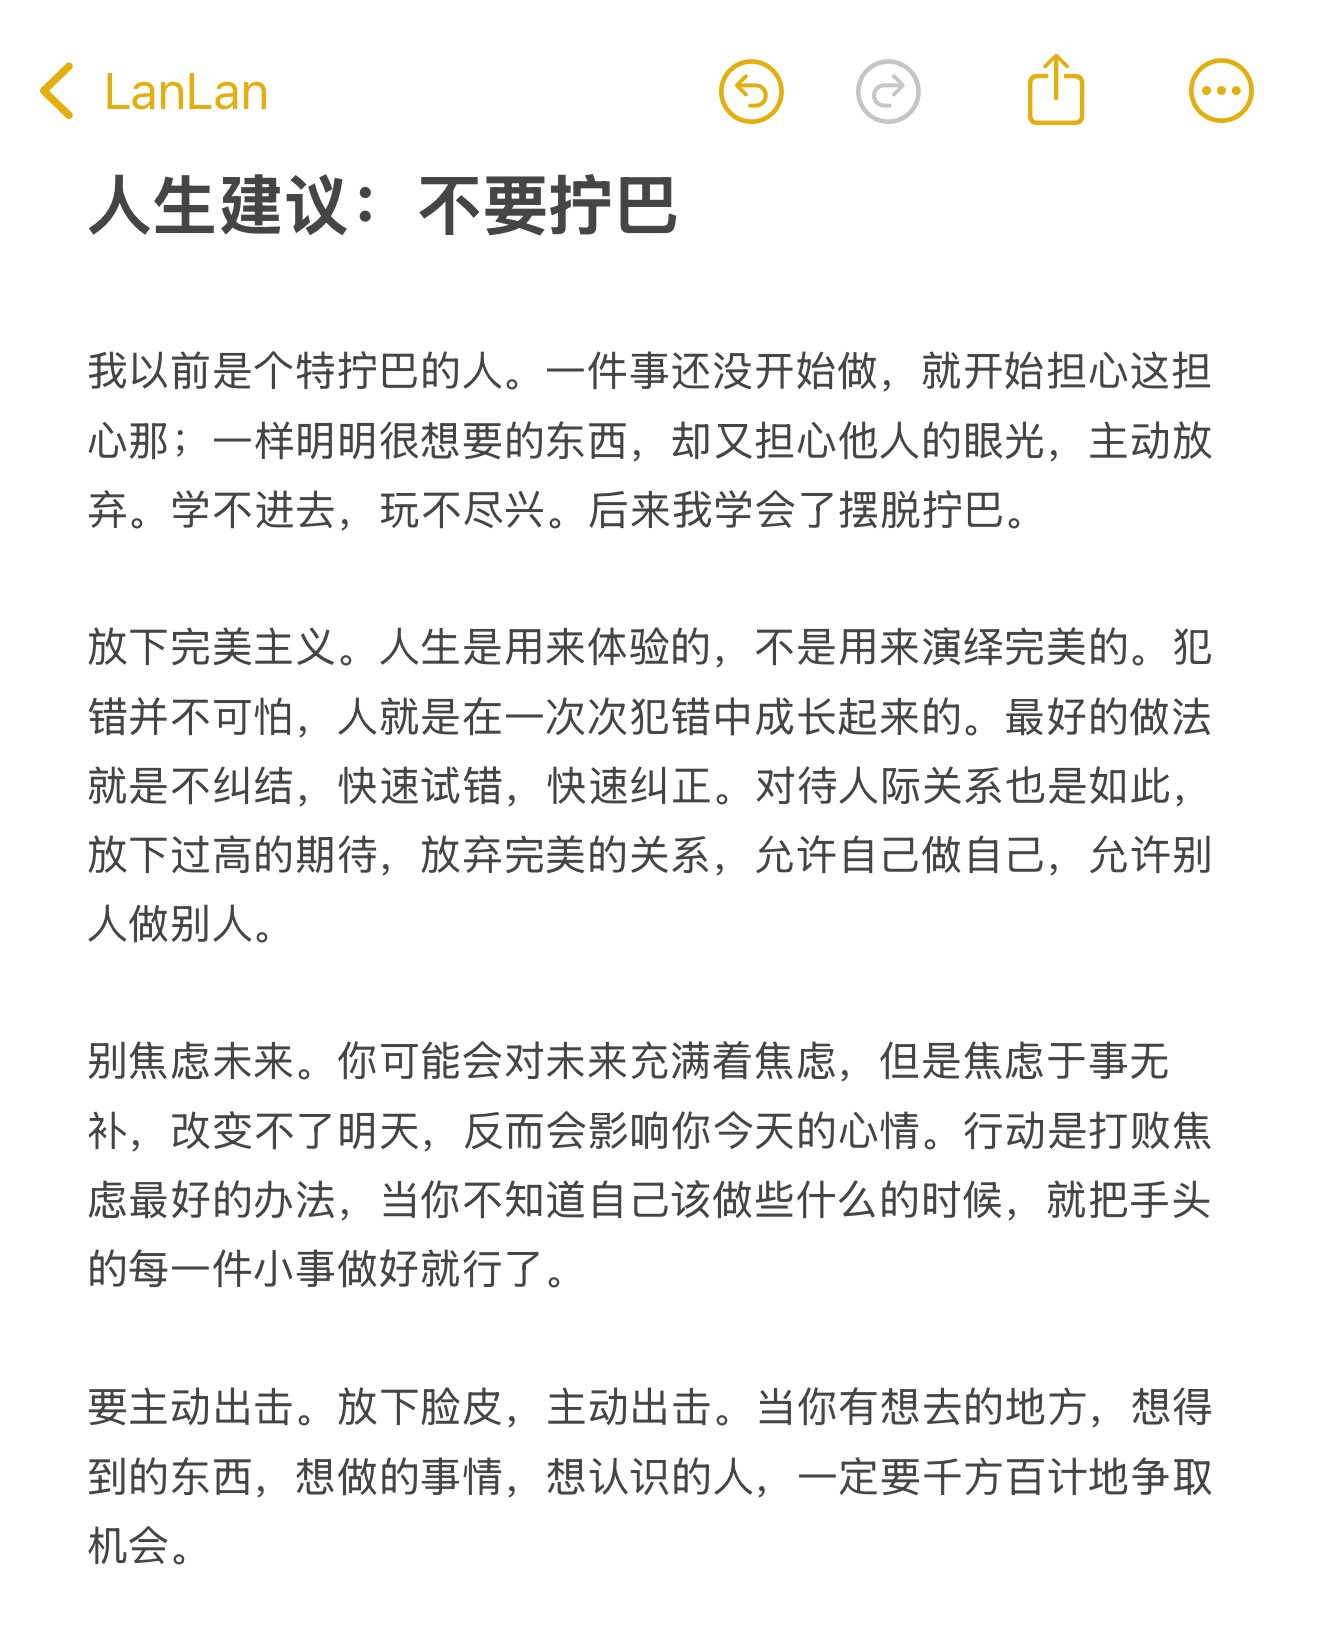 LanLan
人生建议：不要拧巴
我以前是个特拧巴的人。一件事还没开始做，就开始担心这担
心那；一样明明很想要的东西，却又担心他人的眼光，主动放
弃。学不进去，玩不尽兴。后来我学会了摆脱拧巴。
放下完美主义。人生是用来体验的，不是用来演绎完美的。犯
错并不可怕，人就是在一次次犯错中成长起来的。最好的做法
就是不纠结，快速试错，快速纠正。对待人际关系也是如此，
放下过高的期待，放弃完美的关系，允许自己做自己，允许别
人做别人。
别焦虑未来。你可能会对未来充满着焦虑，但是焦虑于事无
补，改变不了明天，反而会影响你今天的心情。行动是打败焦
虑最好的办法，当你不知道自己该做些什么的时候，就把手头
的每一件小事做好就行了。
要主动出击。放下脸皮，主动出击。当你有想去的地方，想得
到的东西，想做的事情，想认识的人，一定要千方百计地争取
机会。